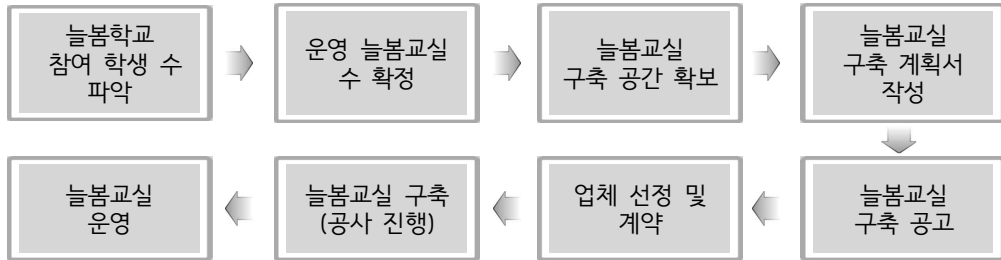 늘봄학교
참여 학생 수
파악
운영 늘봄교실
수 확정
늘봄교실
구축 공간 확보
늘봄교실
구축 계획서
작성
늘봄교실
구축 공고
업체 선정 및
계약
늘봄교실 구축
(공사 진행)
늘봄교실
운영